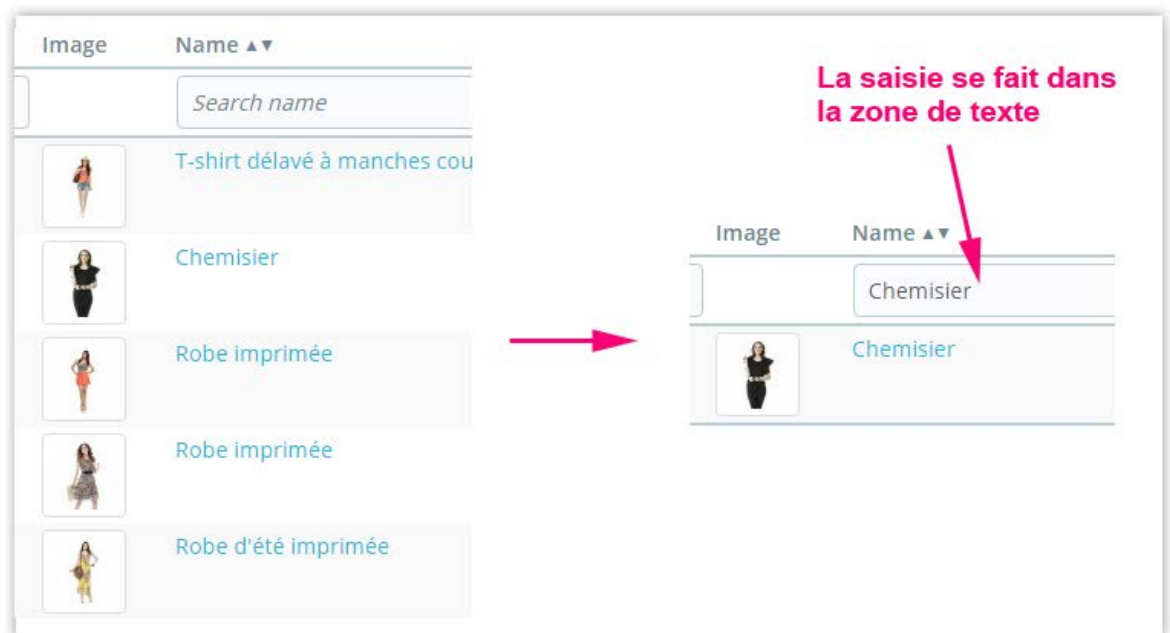 Image Name ▲▼
Search name
T-shirt délavé à manches cou
Chemisier
Robe imprimée
Robe imprimée
Robe d'été imprimée
La saisie se fait dans
la zone de texte
Image Name ▲▼
Chemisier
Chemisier